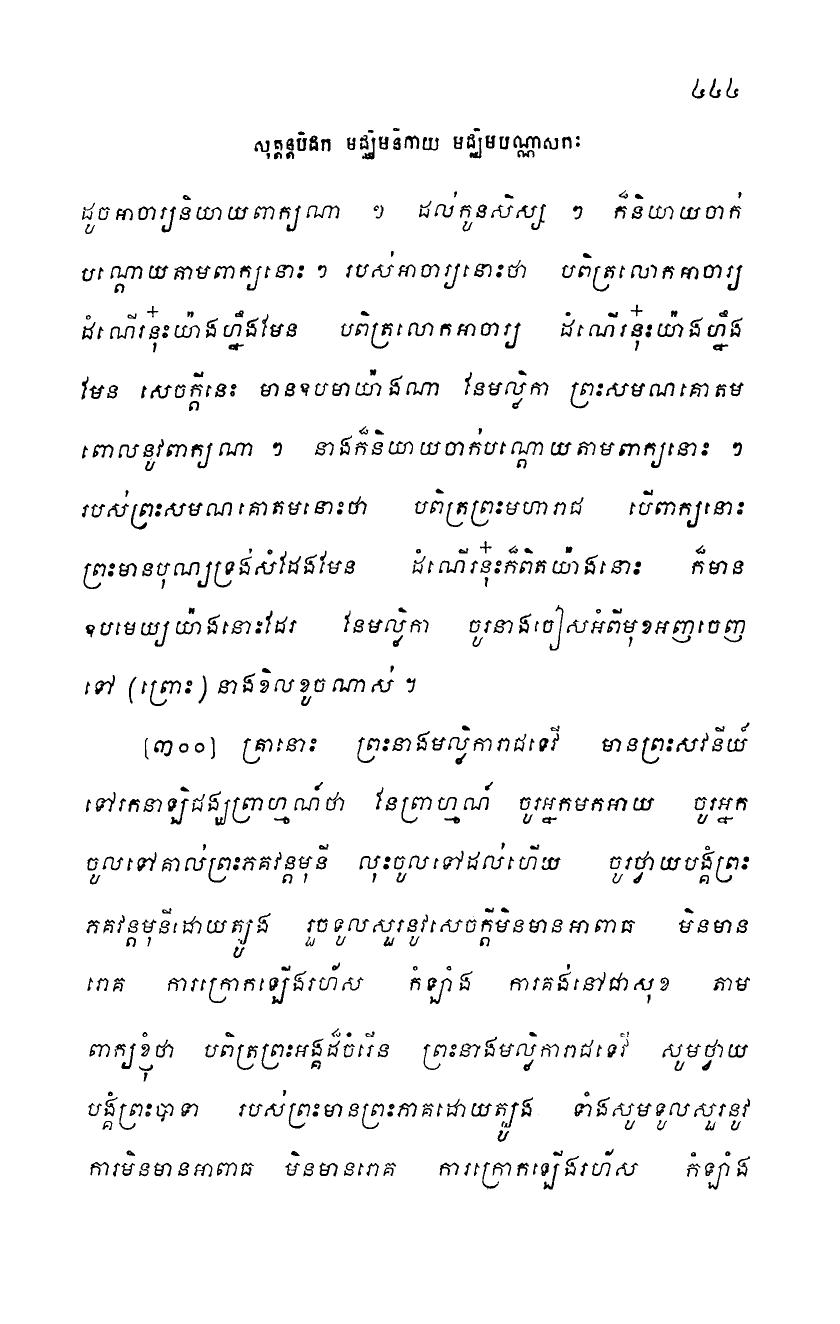 ៤៤៤
សុត្តន្តបិដក មជ្ឈិមនិកាយ មជ្ឈិមបណ្ណាសកៈ
ដូចអាចារ្យនិយាយពាក្យណា ៗ ដល់កូនសិស្ស ៗ ក៏និយាយចាក់
បណ្តោយតាមពាក្យនោះ ៗ របស់អាចារ្យនោះថា បពិត្រលោកអាចារ្យ
ដំណើរនុ៎ះយ៉ាងហ្នឹងមែន បពិត្រលោកអាចារ្យ ដំណើរនុ៎ះយ៉ាងហ្នឹង
មែន សេចក្តីនេះ មានឧបមាយ៉ាងណា នែមល្លិកា ព្រះសមណគោតម
ពោលនូវពាក្យណា ៗ នាងក៏និយាយចាក់បណ្តោយតាមពាក្យនោះ ៗ
របស់ព្រះសមណគោតមនោះថា បពិត្រព្រះមហារាជ បើពាក្យនោះ
ព្រះមានបុណ្យទ្រង់សំដែងមែន ដំណើរនុ៎ះក៏ពិតយ៉ាងនោះ ក៏មាន
ឧបមេយ្យយ៉ាងនោះដែរ នែមល្លិកា ចូរនាងចៀសអំពីមុខអញចេញ
ទៅ (ព្រោះ) នាងខិលខូចណាស់ ។
[៣០០] គ្រានោះ ព្រះនាងមល្លិការាជទេវី មានព្រះសវនីយ៍
ទៅរកនាឡិជង្ឃព្រាហ្មណ៍ថា នែព្រាហ្មណ៍ ចូរអ្នកមកអាយ ចូរអ្នក
ចូលទៅគាល់ព្រះភគវន្តមុនី លុះចូលទៅដល់ហើយ ចូរថ្វាយបង្គំព្រះ
ភគវន្តមុនីដោយត្បូង រួចទូលសួរនូវសេចក្តីមិនមានអាពាធ មិនមាន
រោគ ការក្រោកឡើងរហ័ស កំឡាំង ការគង់នៅជាសុខ តាម
ពាក្យខ្ញុំថា បពិត្រព្រះអង្គដ៏ចំរើន ព្រះនាងមល្លិការាជទេវី សូមថ្វាយ
បង្គំព្រះបាទា របស់ព្រះមានព្រះភាគដោយត្បូង ទាំងសូមទូលសួរនូវ
ការមិនមានអាពាធ មិនមានរោគ ការក្រោកឡើងរហ័ស កំឡាំង